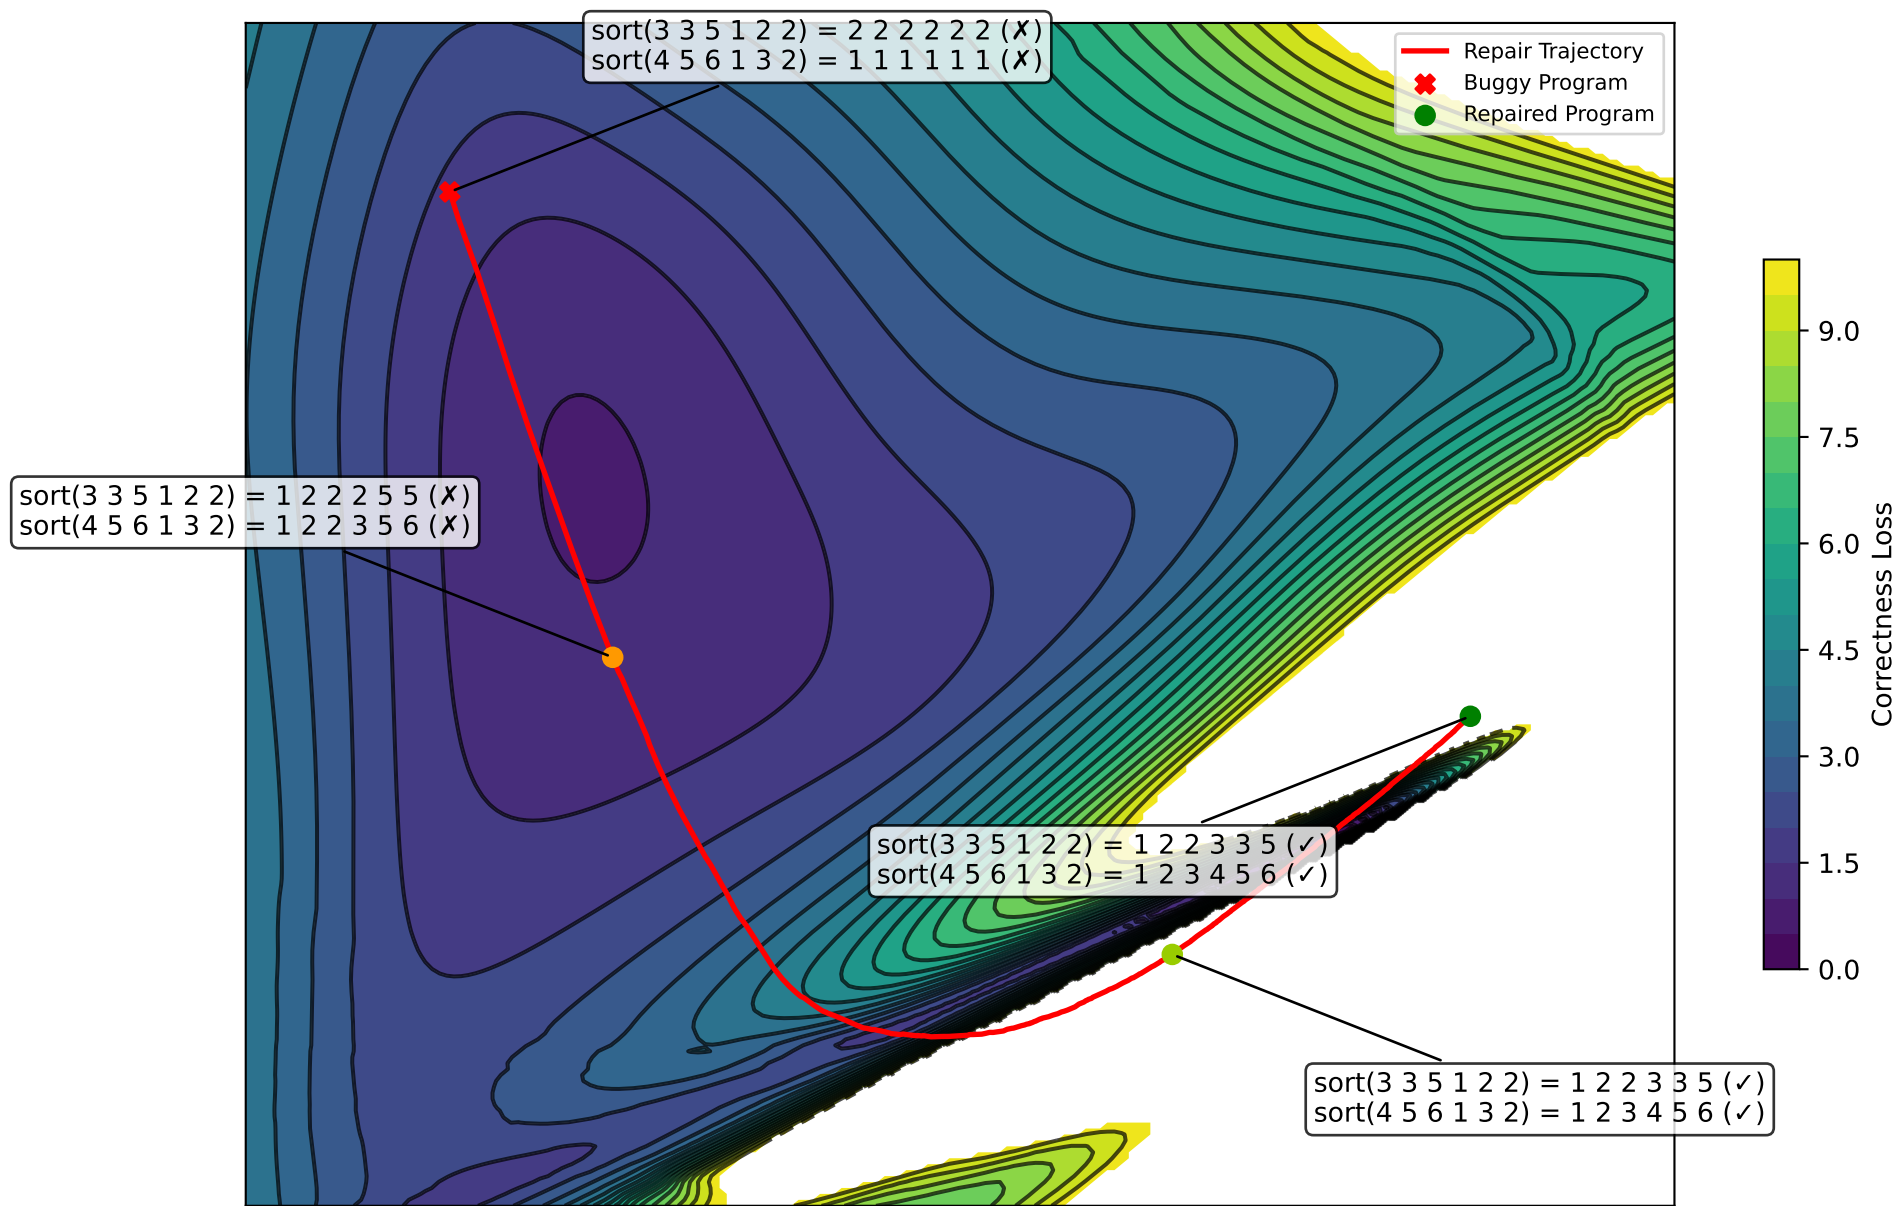 sort(3 3 5 1 2 2) = 2 2 2 2 2 2 (✗)
sort(4 5 6 1 3 2) = 1 1 1 1 1 1 (✗)
Repair Trajectory
Buggy Program
Repaired Program
sort(3 3 5 1 2 2) = 1 2 2 2 5 5 (✗)
sort(4 5 6 1 3 2) = 1 2 2 3 5 6 (✗)
sort(3 3 5 1 2 2) = 1 2 2 3 3 5 (✓)
sort(4 5 6 1 3 2) = 1 2 3 4 5 6 (✓)
sort(3 3 5 1 2 2) = 1 2 2 3 3 5 (✓)
sort(4 5 6 1 3 2) = 1 2 3 4 5 6 (✓)
9.0
7.5
6.0
4.5
3.0
1.5
0.0
Correctness Loss